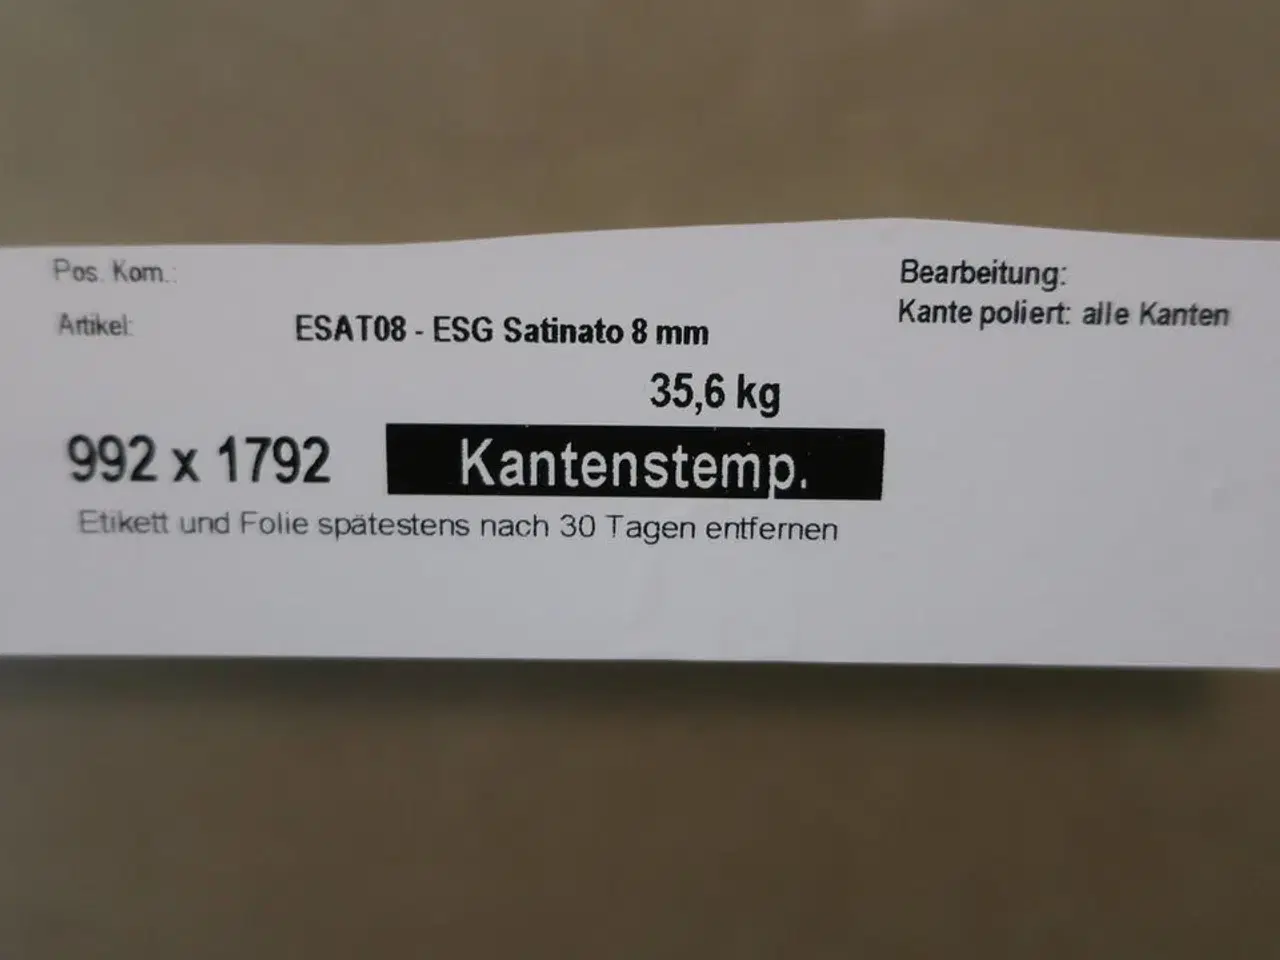 Pos. Kom.:
Artikel:
ESAT08 - ESG Satinato 8 mm
35,6 kg
992 x 1792
Kantenstemp.
Etikett und Folie spätestens nach 30 Tagen entfernen
Bearbeitung:
Kante poliert: alle Kanten